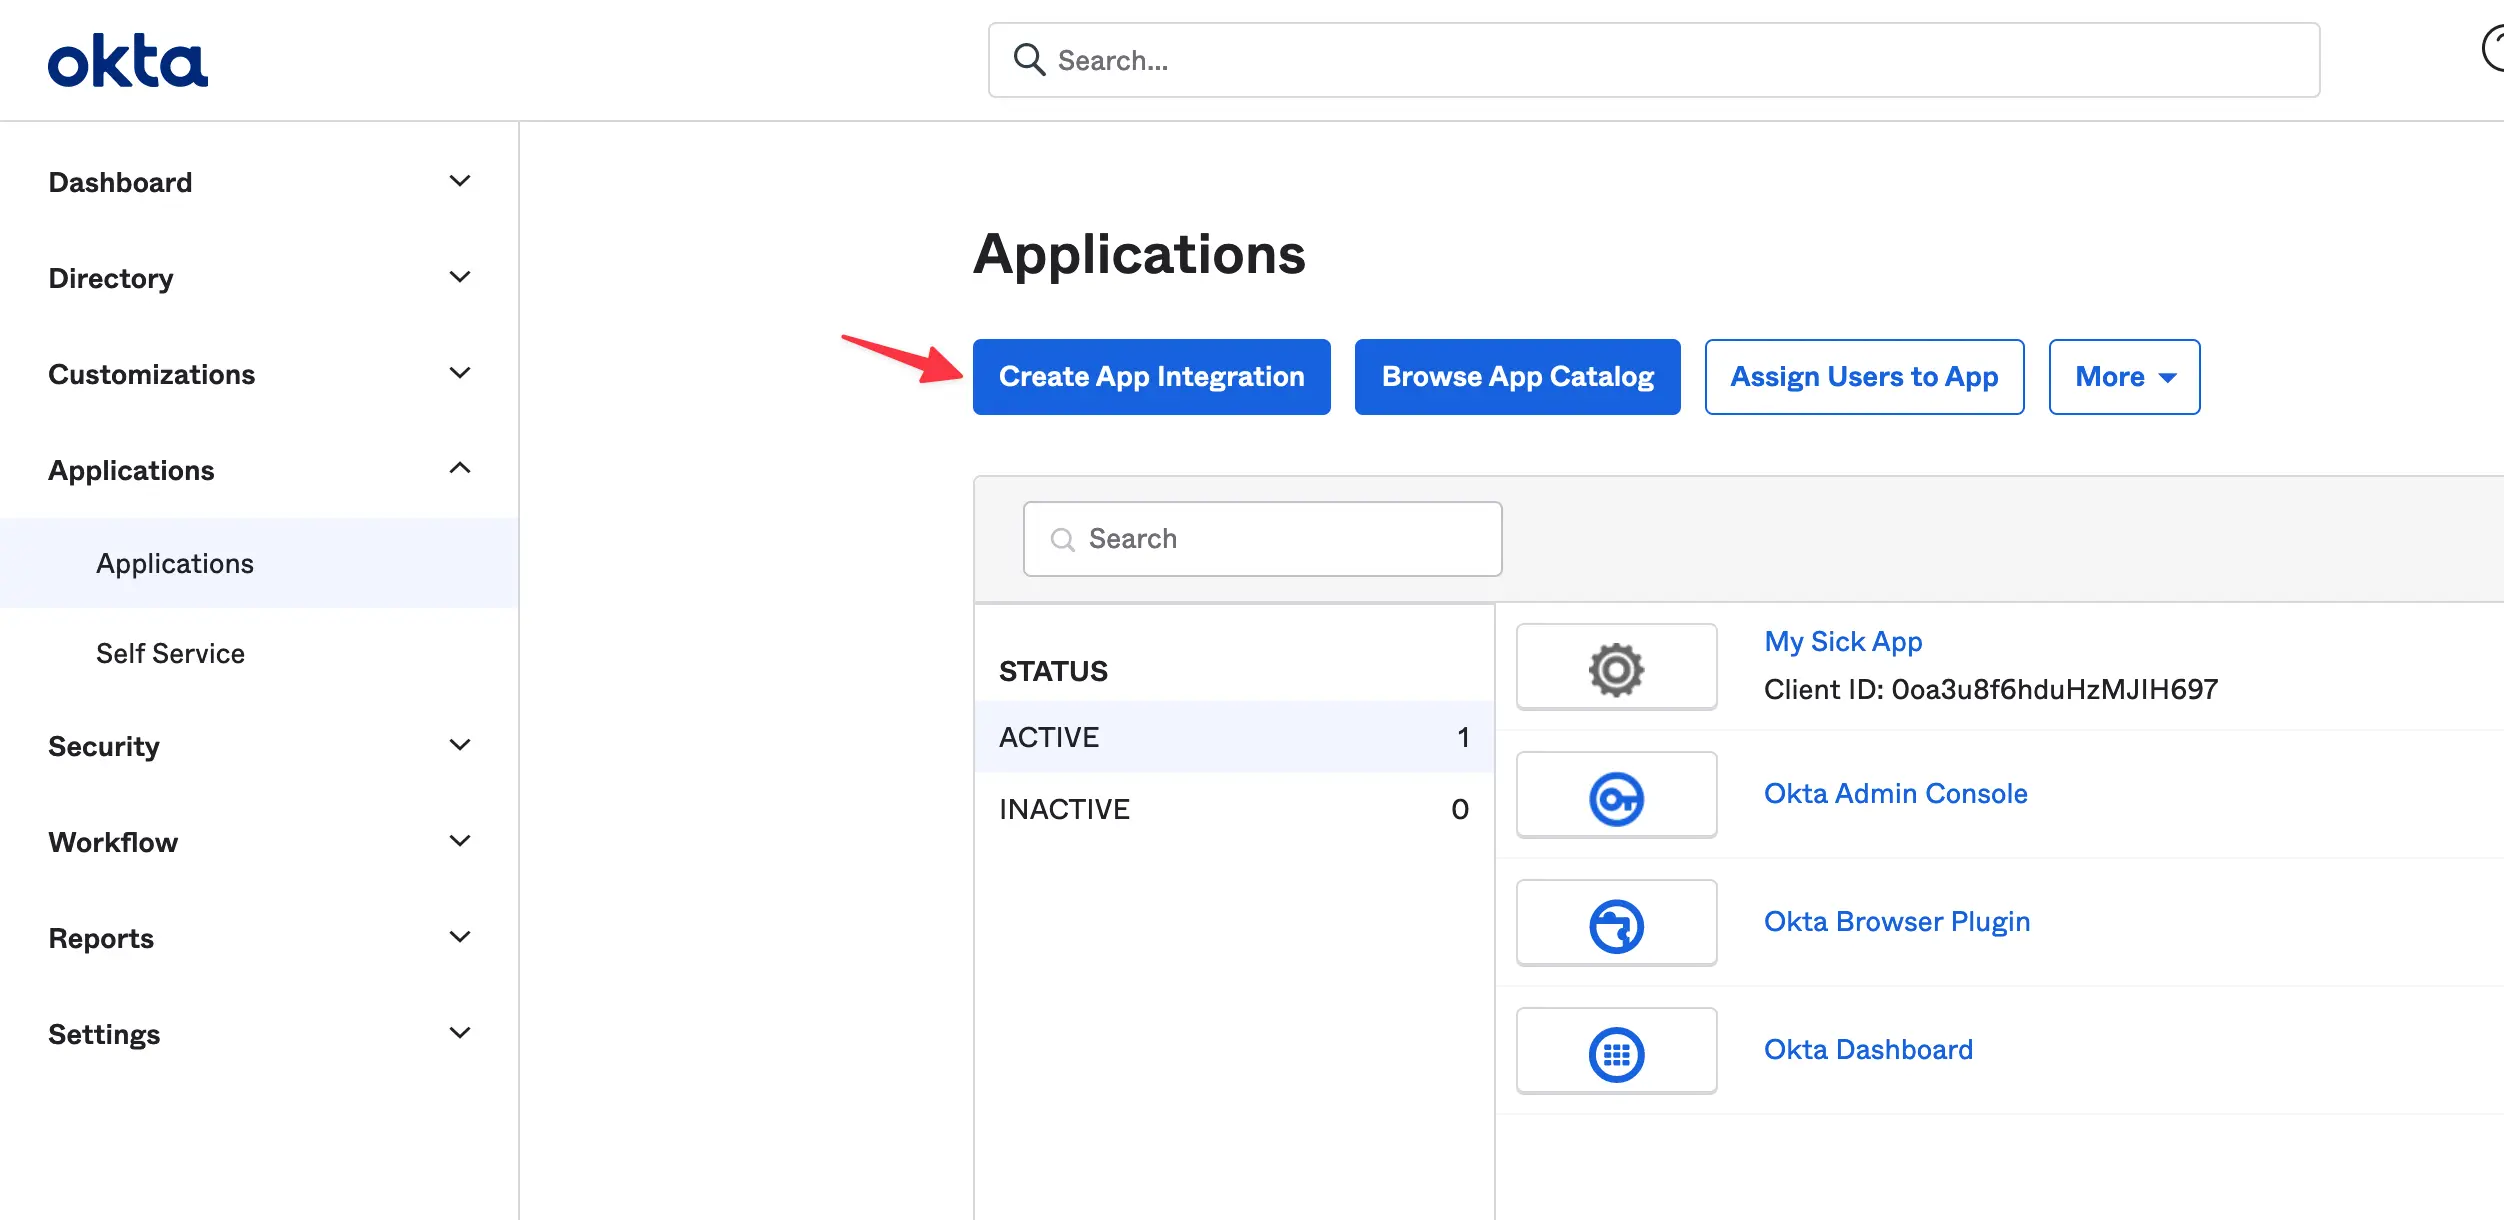 okta
Search...
Dashboard
Directory
Customizations
Applications
Applications
Self Service
Security
Workflow
Reports
Settings
Applications
Create App Integration
Browse App Catalog
Assign Users to App
More
Search
STATUS
ACTIVE 1
INACTIVE 0
My Sick App
Client ID: 0oa3u8f6hduHzMJIH697
Okta Admin Console
Okta Browser Plugin
Okta Dashboard